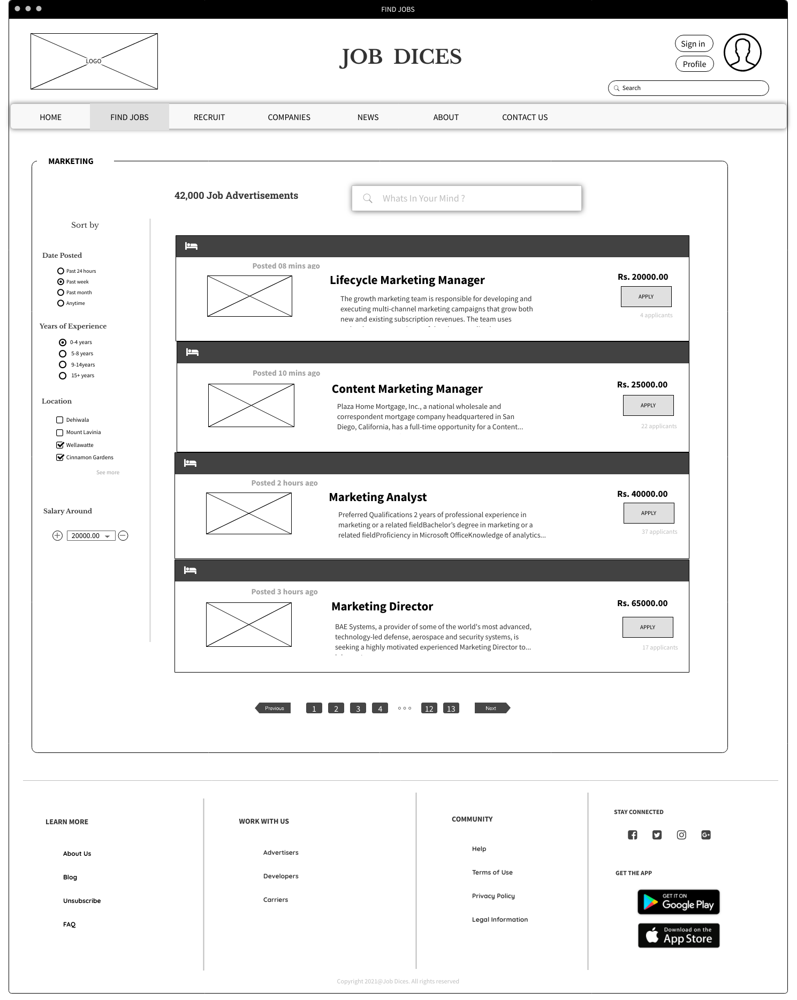 FIND JOBS
LOGO
JOB DICES
Sign in
Profile
Search
HOME
FIND JOBS
RECRUIT
COMPANIES
NEWS
ABOUT
CONTACT US
MARKETING
42,000 Job Advertisements
Whats In Your Mind ?
Sort by
Date Posted
Past 24 hours
Past week
Past month
Anytime
Years of Experience
0-4 years
5-8 years
9-14years
15+ years
Location
Dehiwala
Mount Lavinia
Wellawatte
Cinnamon Gardens
See more
Salary Around
20000.00
Posted 08 mins ago
Lifecycle Marketing Manager
The growth marketing team is responsible for developing and
executing multi-channel marketing campaigns that grow both
new and existing subscription revenues. The team uses
Rs. 20000.00
APPLY
4 applicants
Posted 10 mins ago
Content Marketing Manager
Plaza Home Mortgage, Inc., a national wholesale and
correspondent mortgage company headquartered in San
Diego, California, has a full-time opportunity for a Content...
Rs. 25000.00
APPLY
22 applicants
Posted 2 hours ago
Marketing Analyst
Preferred Qualifications 2 years of professional experience in
marketing or a related fieldBachelor’s degree in marketing or a
related fieldProficiency in Microsoft OfficeKnowledge of analytics...
Rs. 40000.00
APPLY
37 applicants
Posted 3 hours ago
Marketing Director
BAE Systems, a provider of some of the world's most advanced,
technology-led defense, aerospace and security systems, is
seeking a highly motivated experienced Marketing Director to...
Rs. 65000.00
APPLY
17 applicants
Previous
1
2
3
4
12
13
Next
LEARN MORE
About Us
Blog
Unsubscribe
FAQ
WORK WITH US
Advertisers
Developers
Carriers
COMMUNITY
Help
Terms of Use
Privacy Policy
Legal Information
STAY CONNECTED
GET THE APP
GET IT ON
Google Play
Download on the
App Store
Copyright 2021@Job Dices. All rights reserved